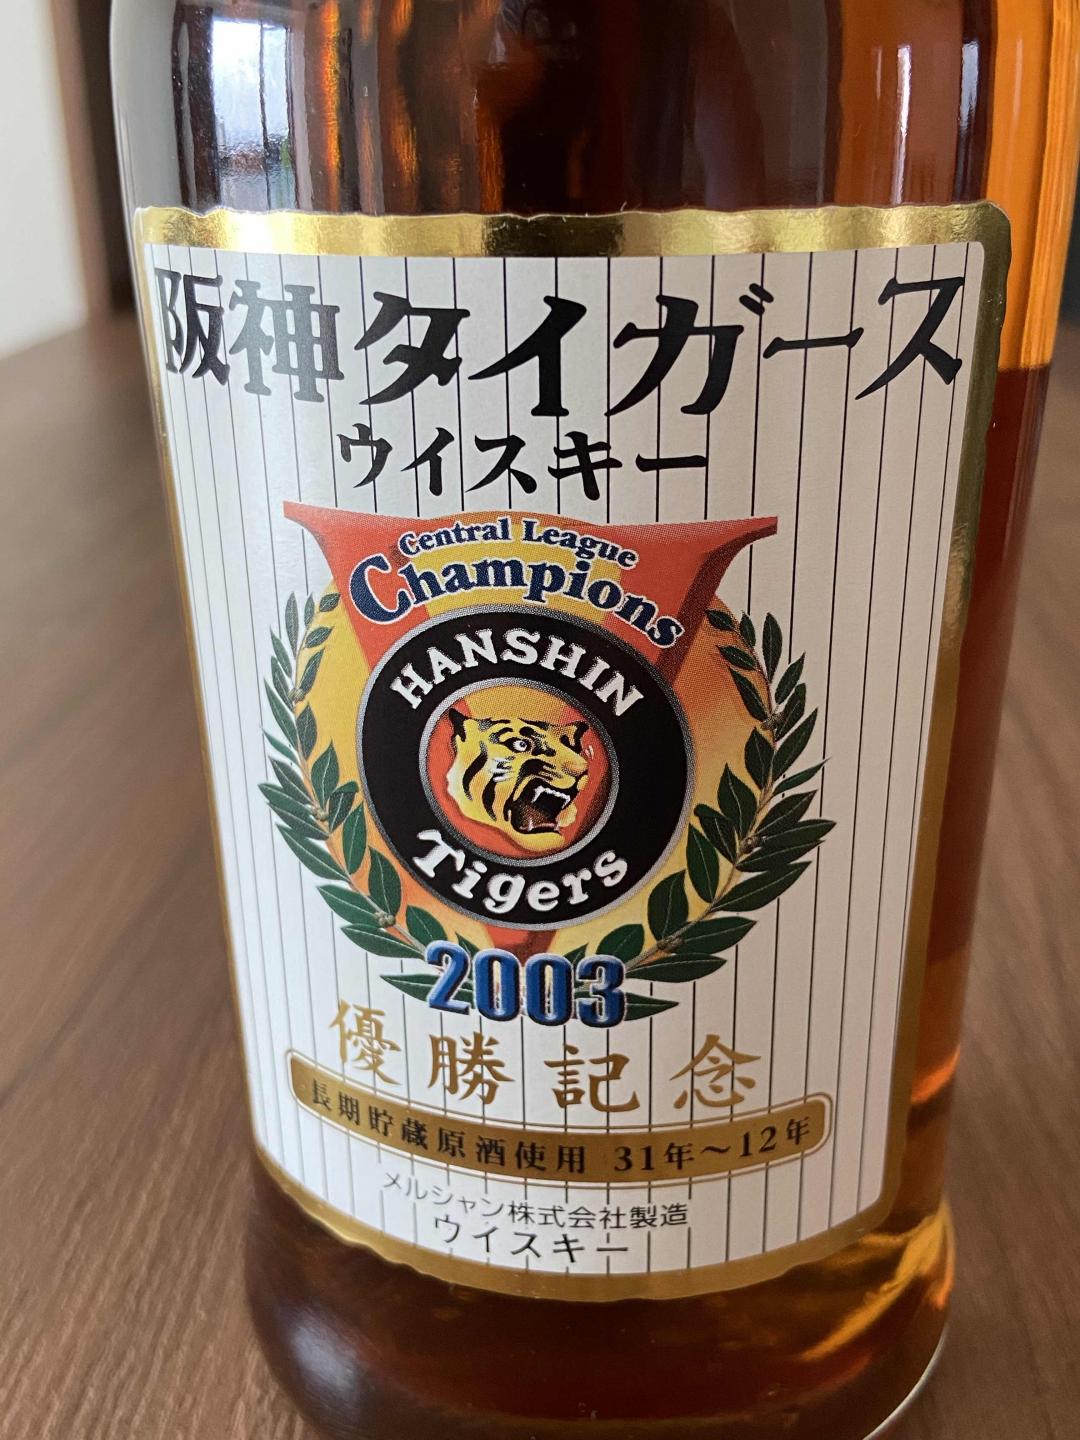 阪神タイガース
ウイスキー
Central League
Champions
HANSHIN
Tigers
2003
優勝記念
長期貯蔵原酒使用 31年～12年
メルシャン株式会社製造
ウイスキー